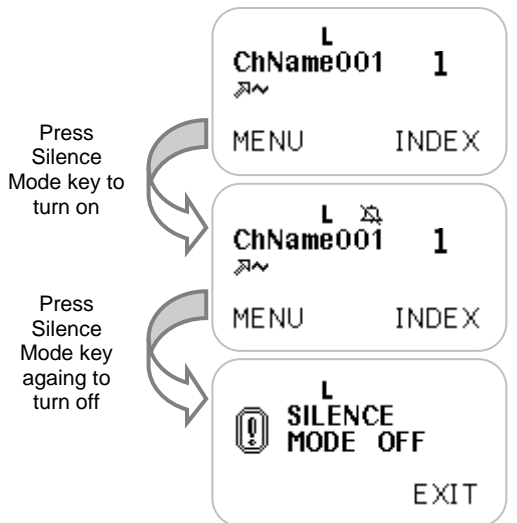 L
ChName001 1
MENU INDEX
Press
Silence
Mode key to
turn on
L
ChName001 1
MENU INDEX
Press
Silence
Mode key
againg to
turn off
L
SILENCE
MODE OFF
EXIT